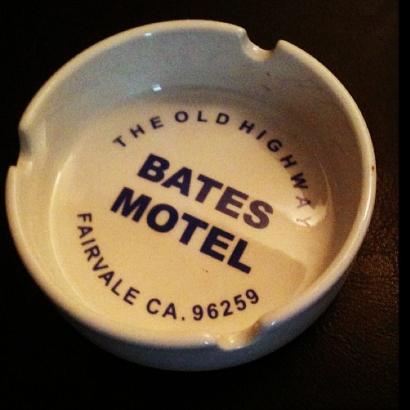 THE OLD HIGHWAY
BATES
MOTEL
FAIRVALE CA. 96259